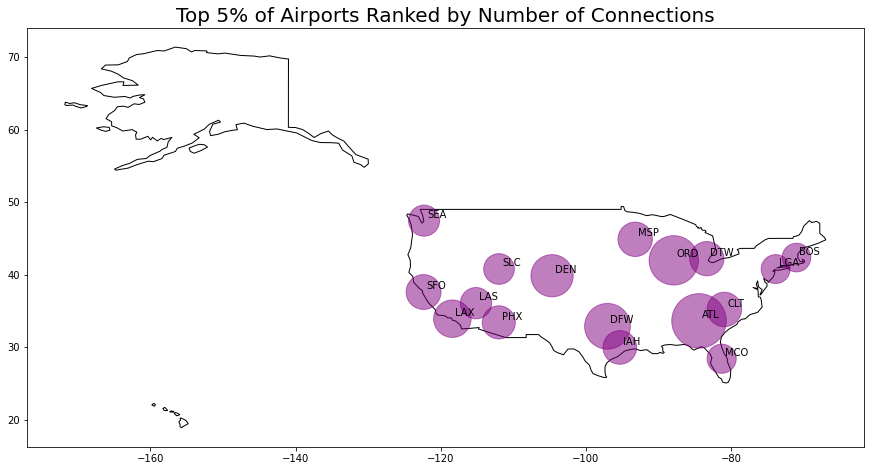 Top 5% of Airports Ranked by Number of Connections
70
60
50
40
30
20
SEA
MSP
BOS
ORD
DTW
SLC
LGA
DEN
SFO
LAS
CLT
LAX
PHX
DFW
ATL
IAH
MCO
−160
−140
−120
−100
−80